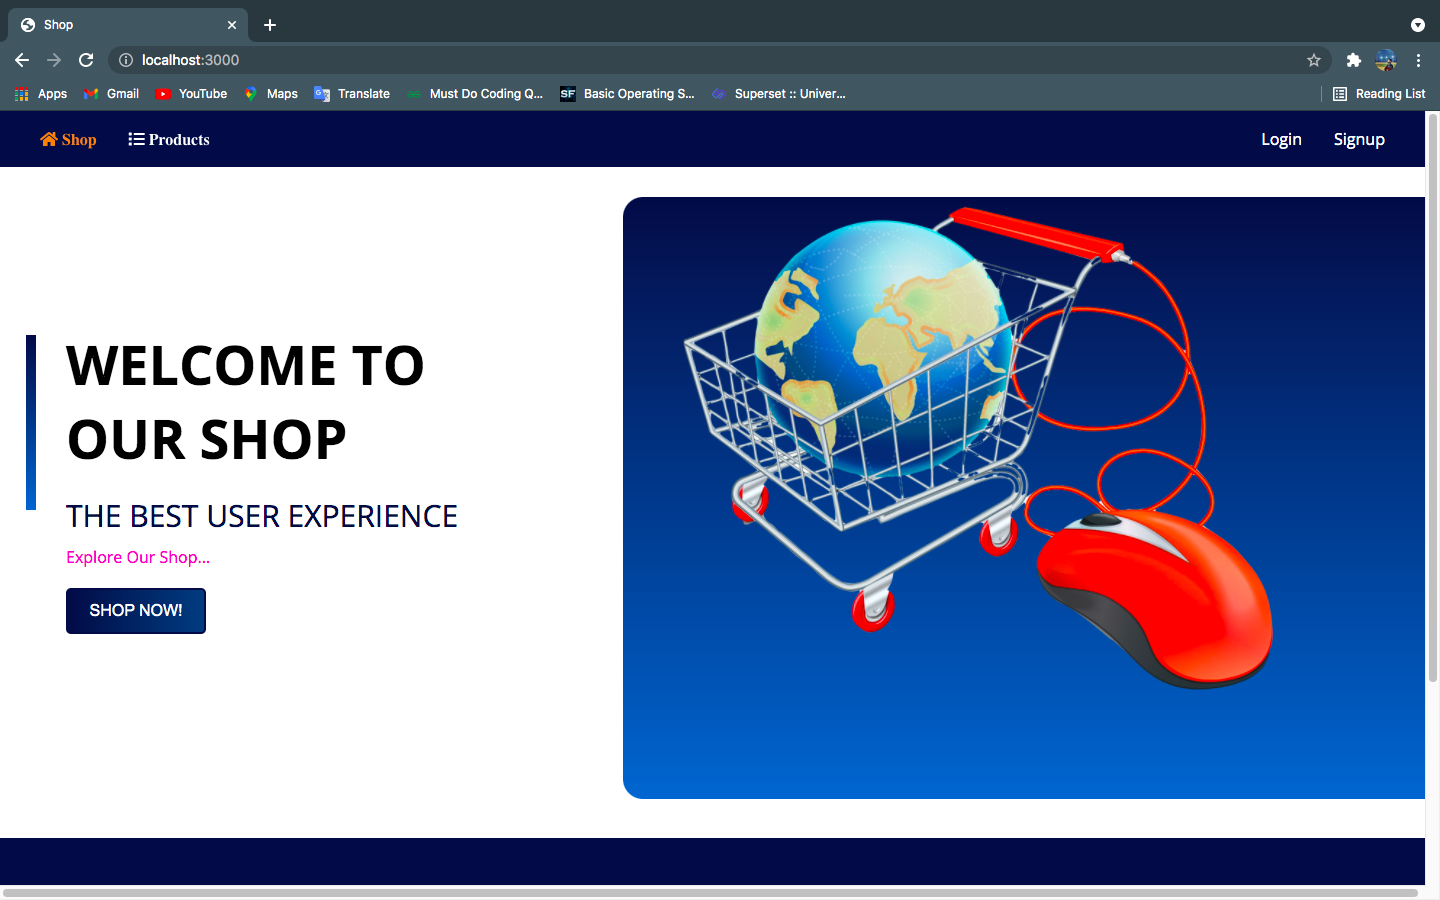 Shop
localhost:3000
Apps Gmail YouTube Maps Translate Must Do Coding Q... SF Basic Operating S... Superset :: Univer... Reading List
Shop Products Login Signup
WELCOME TO
OUR SHOP
THE BEST USER EXPERIENCE
Explore Our Shop...
SHOP NOW!